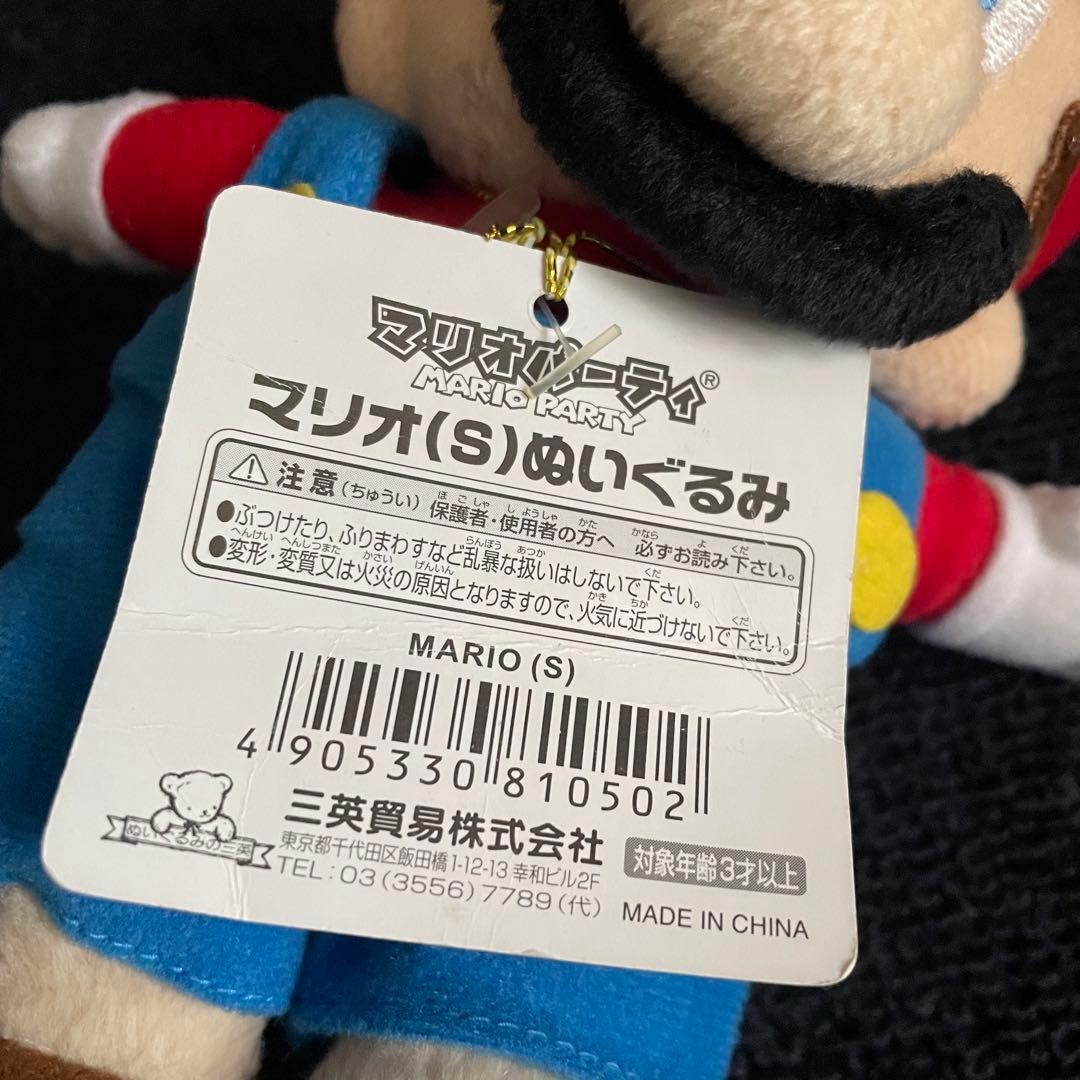 マリオパーティ®
MARIO PARTY
マリオ(S)ぬいぐるみ
注意(ちゅうい) 保護者・使用者の方へ 必ずお読み下さい。
●ぶつけたり、ふりまわすなど乱暴な扱いはしないで下さい。
●変形・変質又は火災の原因となりますので、火気に近づけないで下さい。
MARIO (S)
4 905330 810502
ぬいぐるみの三英
三英貿易株式会社
東京都千代田区飯田橋1-12-13 幸和ビル2F
TEL:03(3556)7789(代)
対象年齢3才以上
MADE IN CHINA